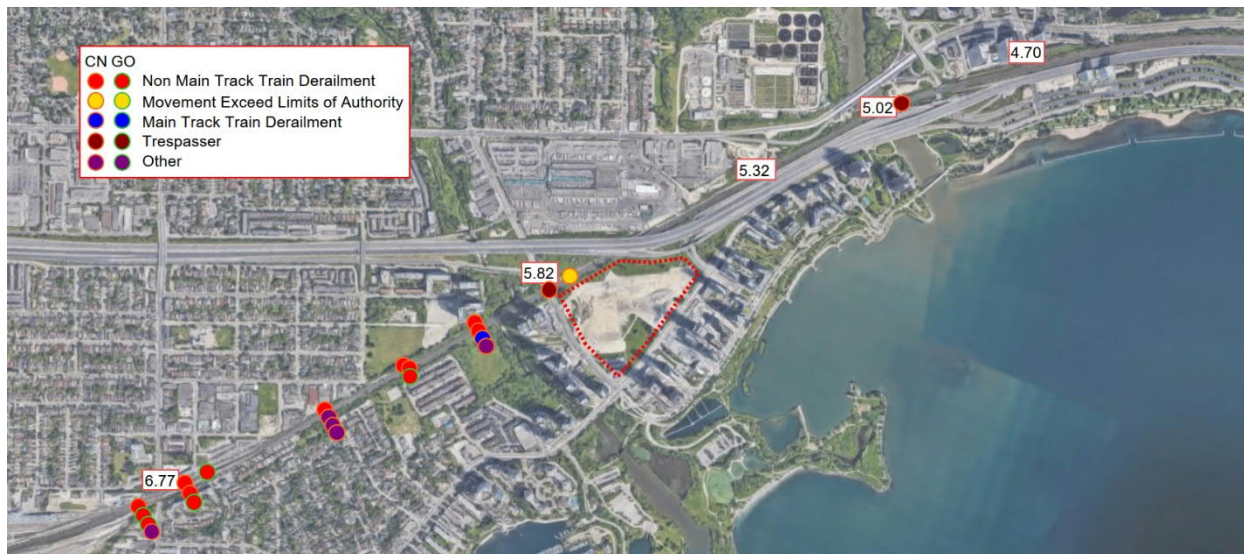 CN GO
Non Main Track Train Derailment
Movement Exceed Limits of Authority
Main Track Train Derailment
Trespasser
Other
4.70
5.02
5.32
5.82
6.77